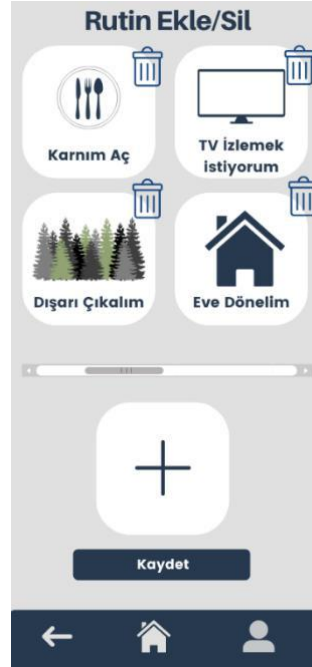 Rutin Ekle/Sil
Karnım Aç
TV İzlemek
istiyorum
Dışarı Çıkalım
Eve Dönelim
Kaydet